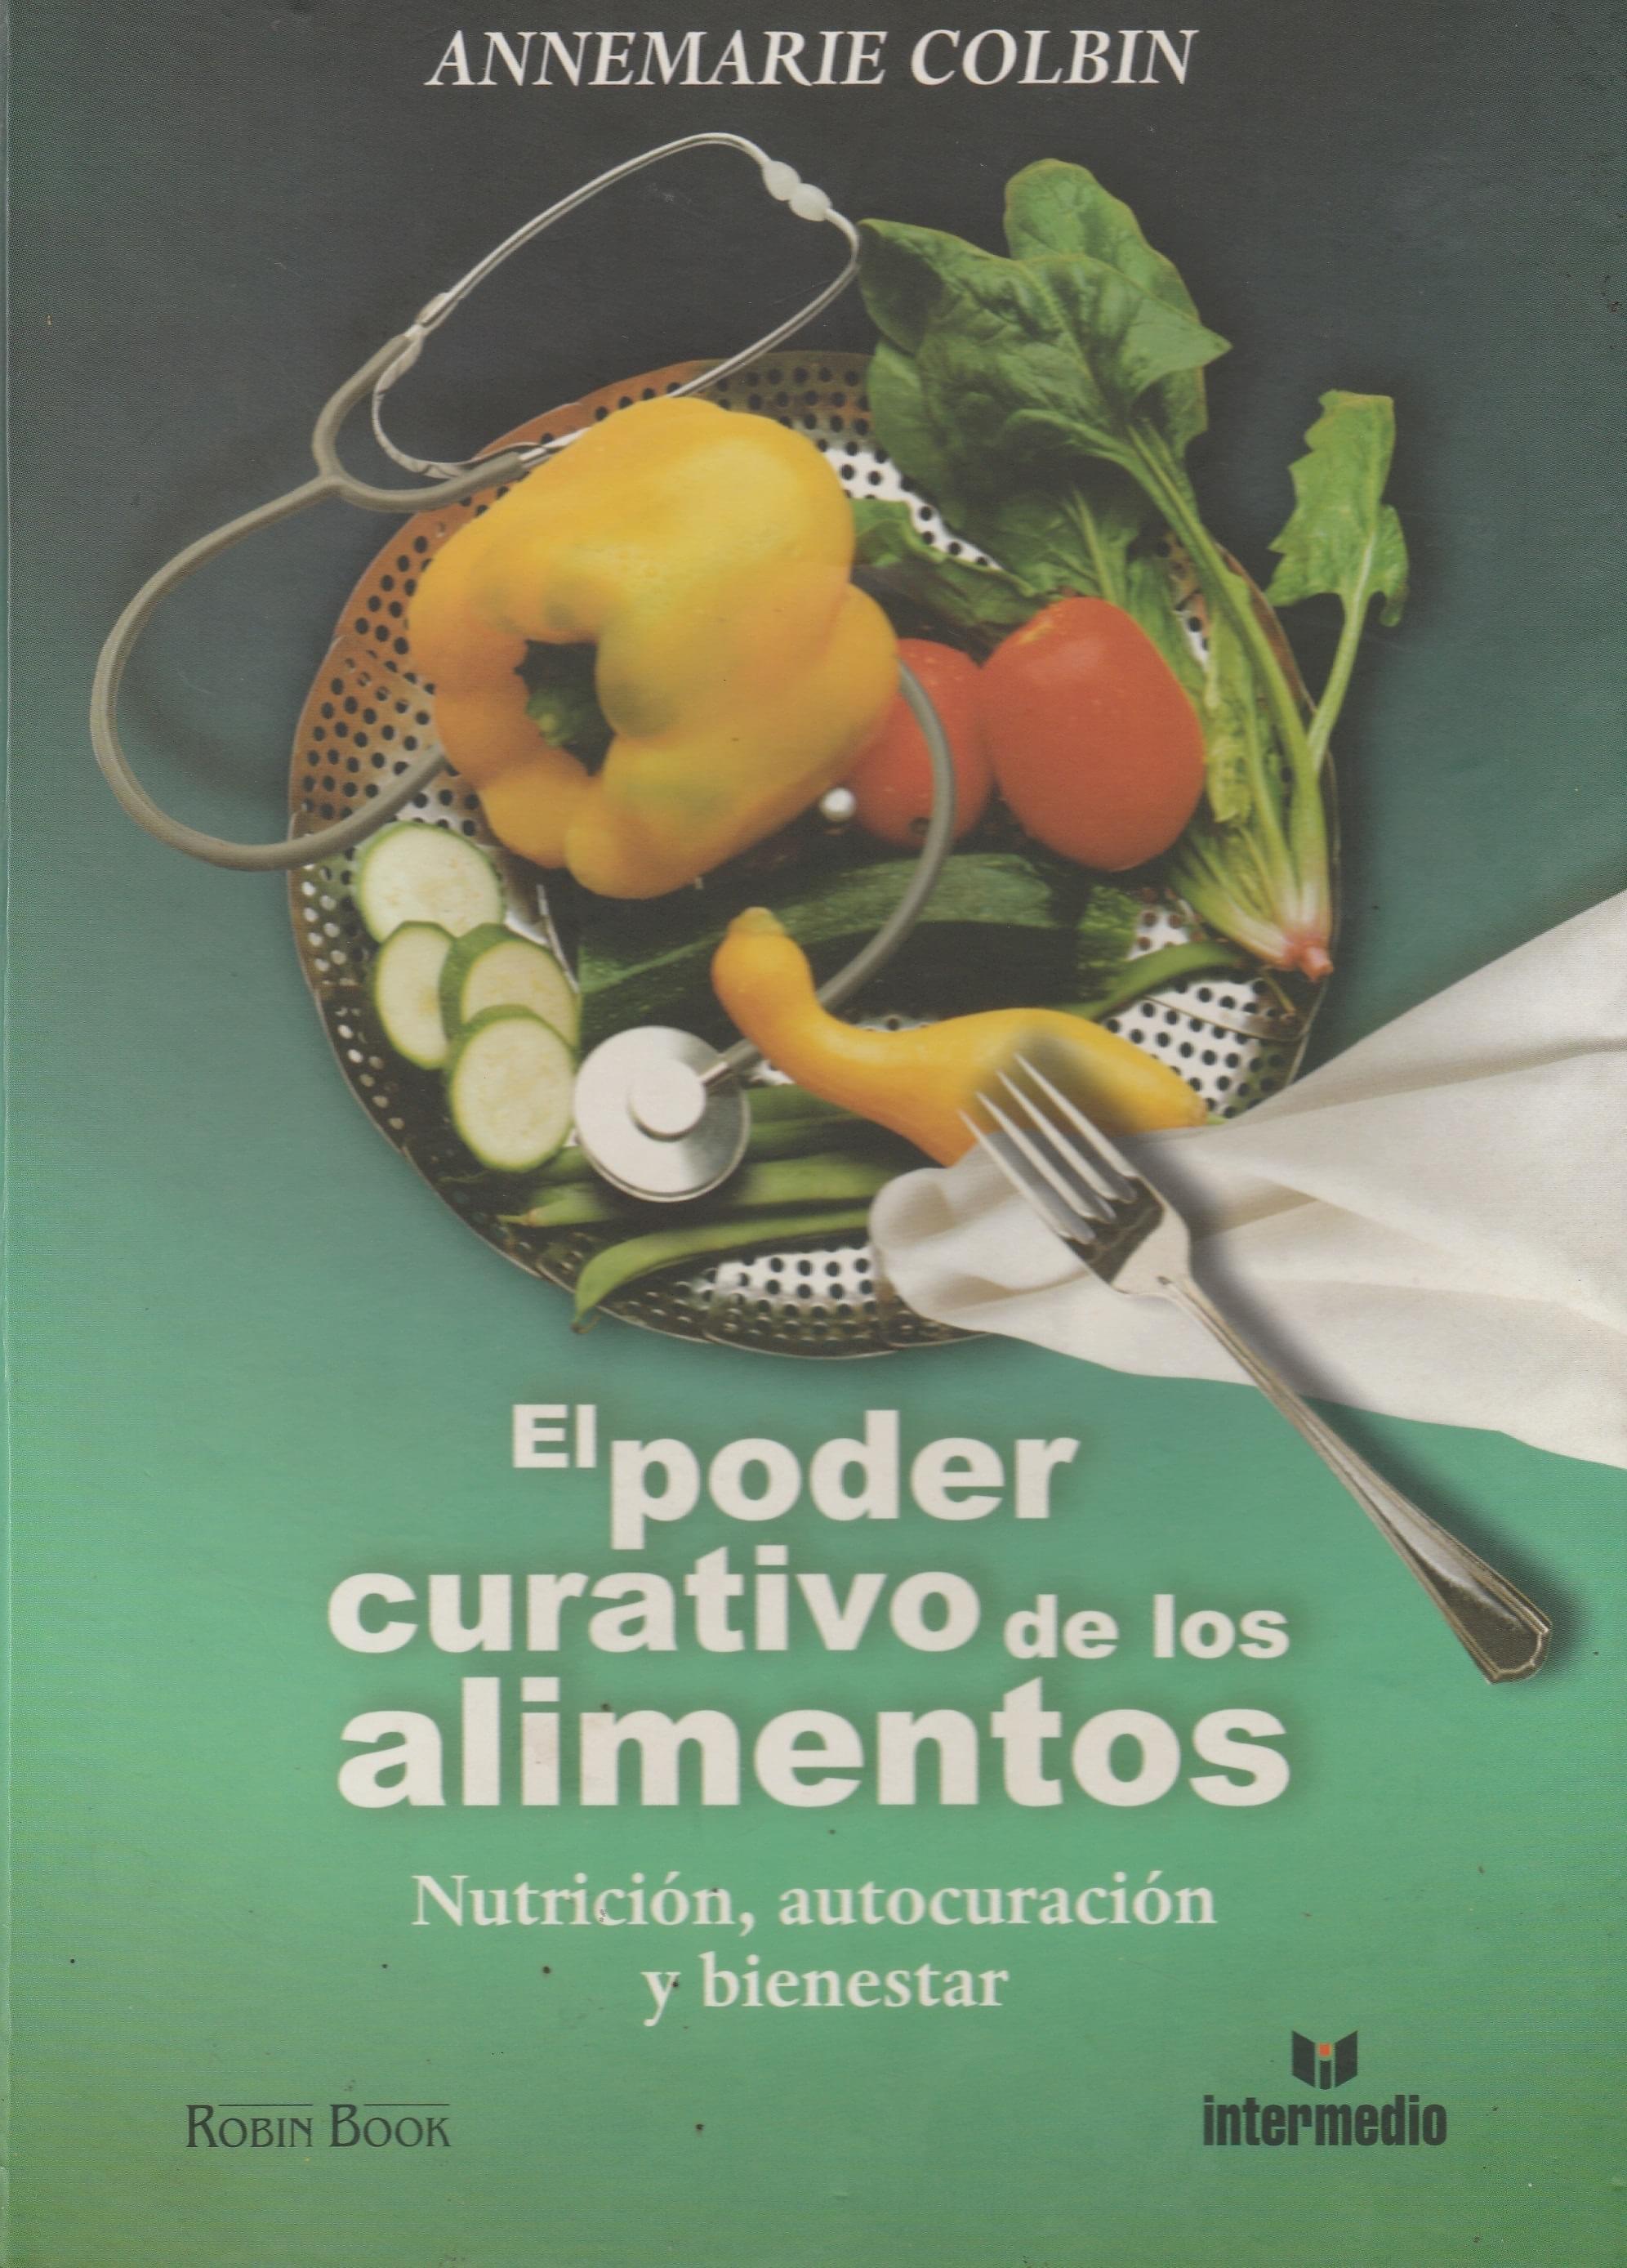 ANNEMARIE COLBIN
El poder
curativo de los
alimentos
Nutrición, autocuración
y bienestar
ROBIN BOOK
intermedio